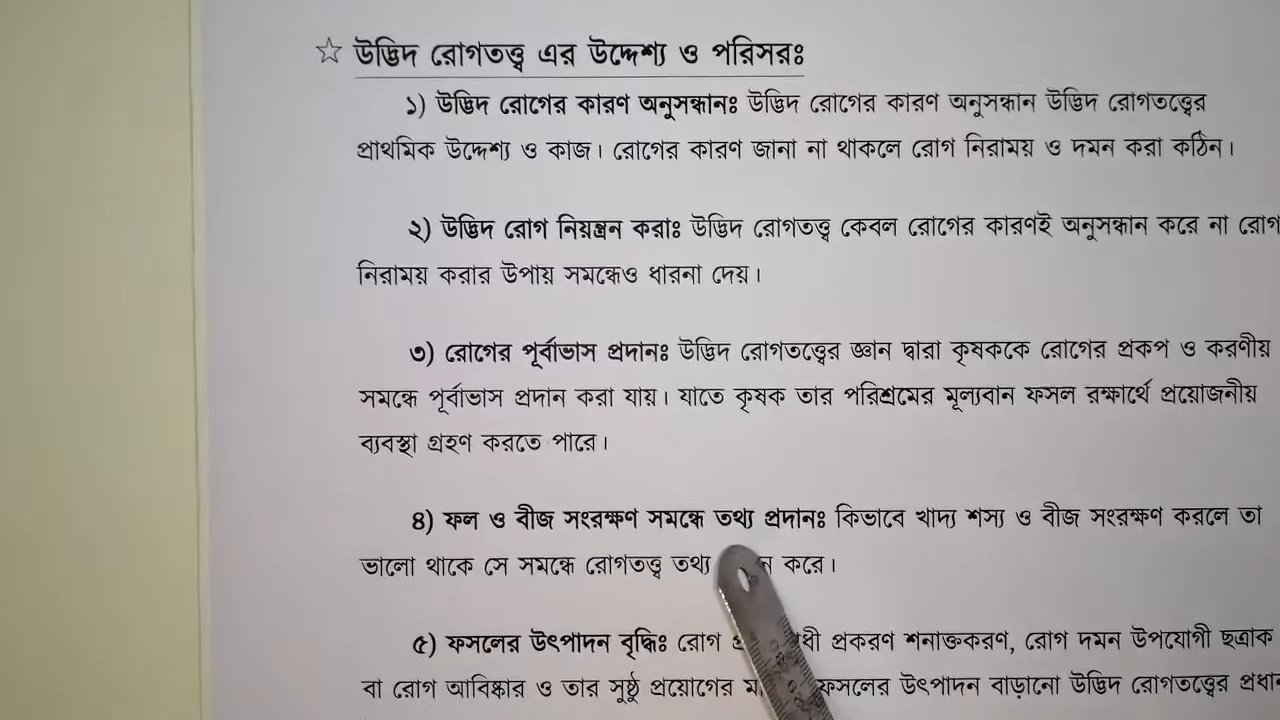 ☆ উদ্ভিদ রোগতত্ত্ব এর উদ্দেশ্য ও পরিসরঃ
১) উদ্ভিদ রোগের কারণ অনুসন্ধানঃ উদ্ভিদ রোগের কারণ অনুসন্ধান উদ্ভিদ রোগতত্ত্বের
প্রাথমিক উদ্দেশ্য ও কাজ। রোগের কারণ জানা না থাকলে রোগ নিরাময় ও দমন করা কঠিন।
২) উদ্ভিদ রোগ নিয়ন্ত্রন করাঃ উদ্ভিদ রোগতত্ত্ব কেবল রোগের কারণই অনুসন্ধান করে না রোগ
নিরাময় করার উপায় সমন্ধেও ধারনা দেয়।
৩) রোগের পূর্বাভাস প্রদানঃ উদ্ভিদ রোগতত্ত্বের জ্ঞান দ্বারা কৃষককে রোগের প্রকপ ও করণীয়
সমন্ধে পূর্বাভাস প্রদান করা যায়। যাতে কৃষক তার পরিশ্রমের মূল্যবান ফসল রক্ষার্থে প্রয়োজনীয়
ব্যবস্থা গ্রহণ করতে পারে।
৪) ফল ও বীজ সংরক্ষণ সমন্ধে তথ্য প্রদানঃ কিভাবে খাদ্য শস্য ও বীজ সংরক্ষণ করলে তা
ভালো থাকে সে সমন্ধে রোগতত্ত্ব তথ্য করে।
৫) ফসলের উৎপাদন বৃদ্ধিঃ রোগ প্রকরণ শনাক্তকরণ, রোগ দমন উপযোগী ছত্রাক
বা রোগ আবিষ্কার ও তার সুষ্ঠু প্রয়োগের ফসলের উৎপাদন বাড়ানো উদ্ভিদ রোগতত্ত্বের